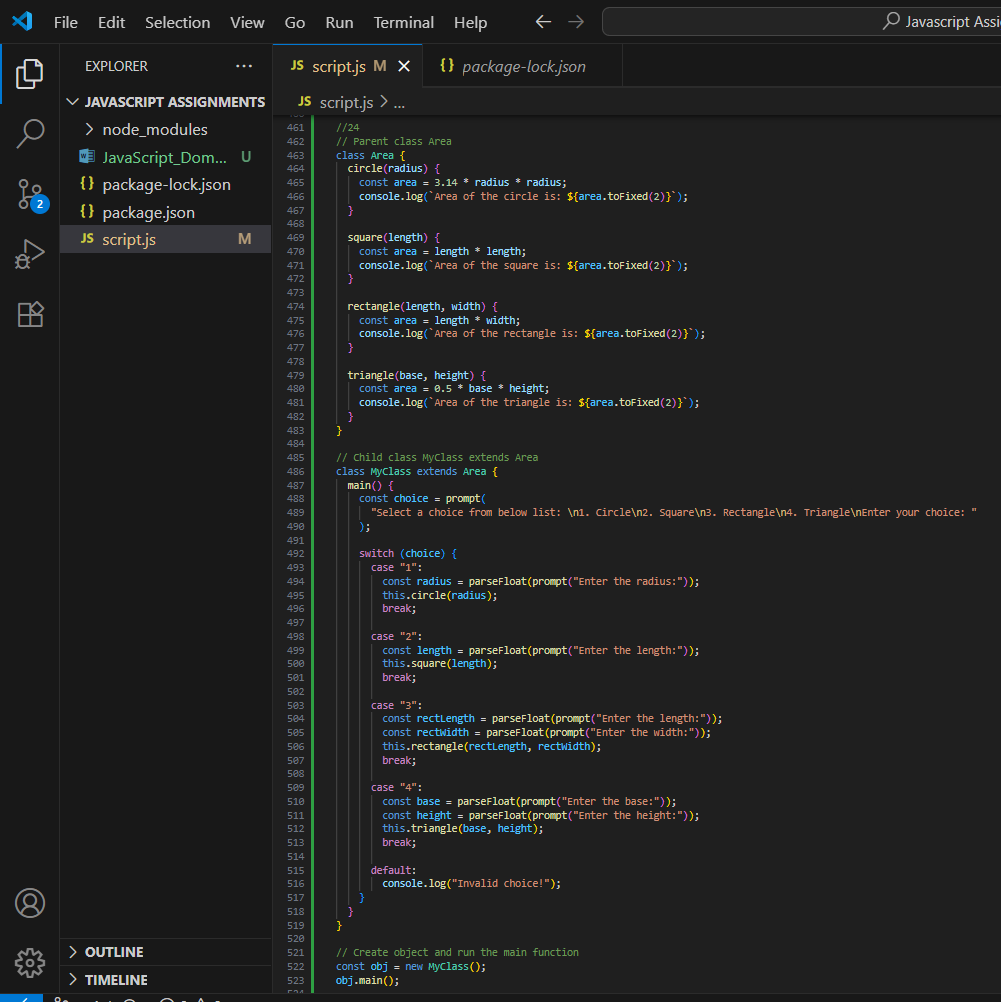 File Edit Selection View Go Run Terminal Help
Javascript Assi
EXPLORER
JAVASCRIPT ASSIGNMENTS
node_modules
JavaScript_Dom... U
package-lock.json
package.json
JS script.js M
2
OUTLINE
TIMELINE
JS script.js M
{} package-lock.json
JS script.js > ...
461 //24
462 // Parent class Area
463 class Area {
464 circle(radius) {
465 const area = 3.14 * radius * radius;
466 console.log(`Area of the circle is: ${area.toFixed(2)}`);
467 }
468
469 square(length) {
470 const area = length * length;
471 console.log(`Area of the square is: ${area.toFixed(2)}`);
472 }
473
474 rectangle(length, width) {
475 const area = length * width;
476 console.log(`Area of the rectangle is: ${area.toFixed(2)}`);
477 }
478
479 triangle(base, height) {
480 const area = 0.5 * base * height;
481 console.log(`Area of the triangle is: ${area.toFixed(2)}`);
482 }
483 }
484
485 // Child class MyClass extends Area
486 class MyClass extends Area {
487 main() {
488 const choice = prompt(
489 "Select a choice from below list: \n1. Circle\n2. Square\n3. Rectangle\n4. Triangle\nEnter your choice: "
490 );
491
492 switch (choice) {
493 case "1":
494 const radius = parseFloat(prompt("Enter the radius:"));
495 this.circle(radius);
496 break;
497
498 case "2":
499 const length = parseFloat(prompt("Enter the length:"));
500 this.square(length);
501 break;
502
503 case "3":
504 const rectLength = parseFloat(prompt("Enter the length:"));
505 const rectWidth = parseFloat(prompt("Enter the width:"));
506 this.rectangle(rectLength, rectWidth);
507 break;
508
509 case "4":
510 const base = parseFloat(prompt("Enter the base:"));
511 const height = parseFloat(prompt("Enter the height:"));
512 this.triangle(base, height);
513 break;
514
515 default:
516 console.log("Invalid choice!");
517 }
518 }
519 }
520
521 // Create object and run the main function
522 const obj = new MyClass();
523 obj.main();